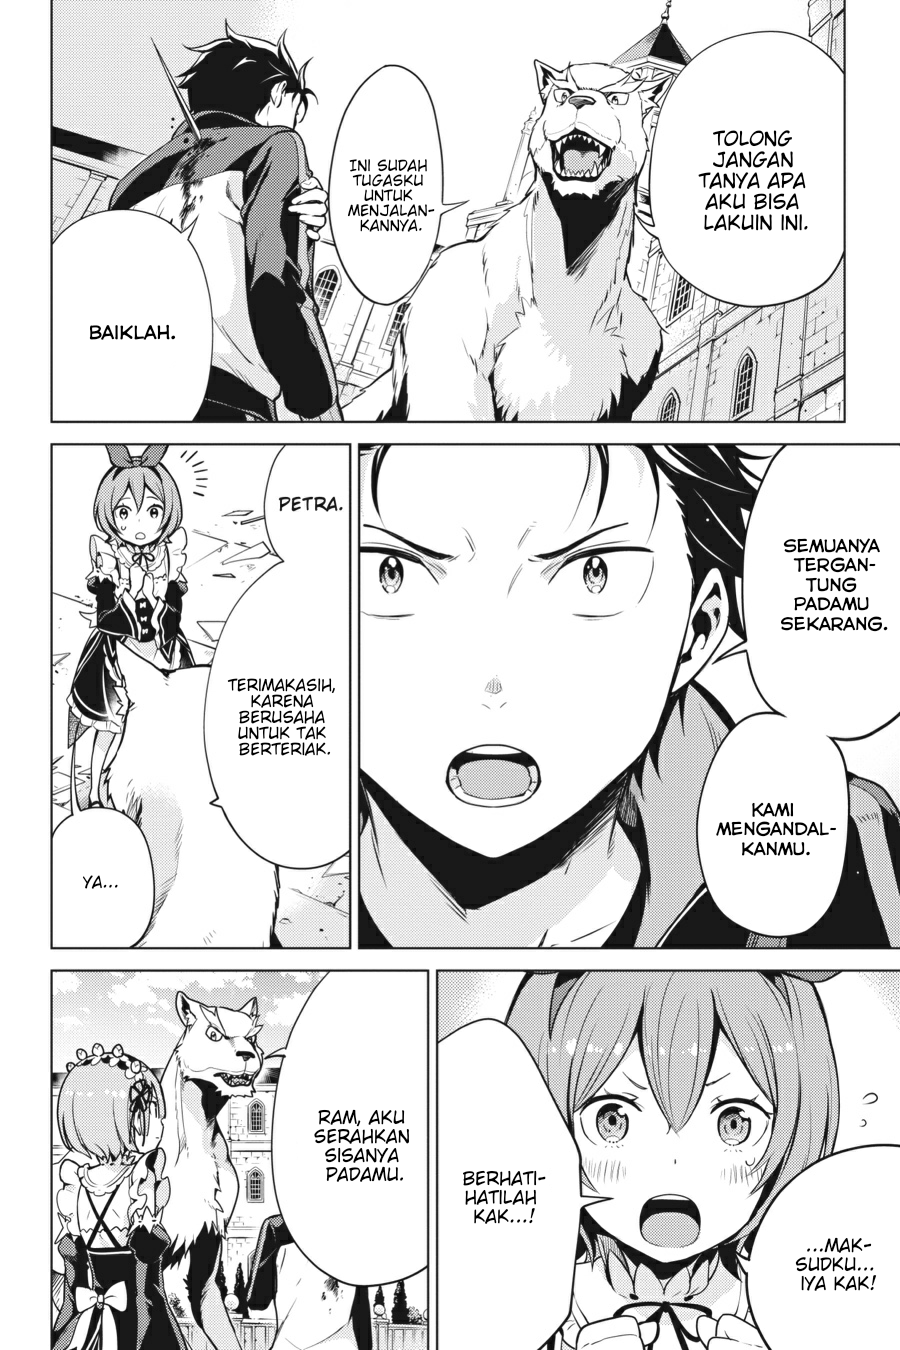 TOLONG
JANGAN
TANYA APA
AKU BISA
LAKUIN INI.
INI SUDAH
TUGASKU
UNTUK
MENJALAN-
KANNYA.
BAIKLAH.
SEMUANYA
TERGAN-
TUNG
PADAMU
SEKARANG.
KAMI
MENGANDAL-
KANMU.
PETRA.
TERIMAKASIH,
KARENA
BERUSAHA
UNTUK TAK
BERTERIAK.
YA...
...MAK-
SUDKU...
IYA KAK!
BERHATI-
HATILAH
KAK...!
RAM, AKU
SERAHKAN
SISANYA
PADAMU.